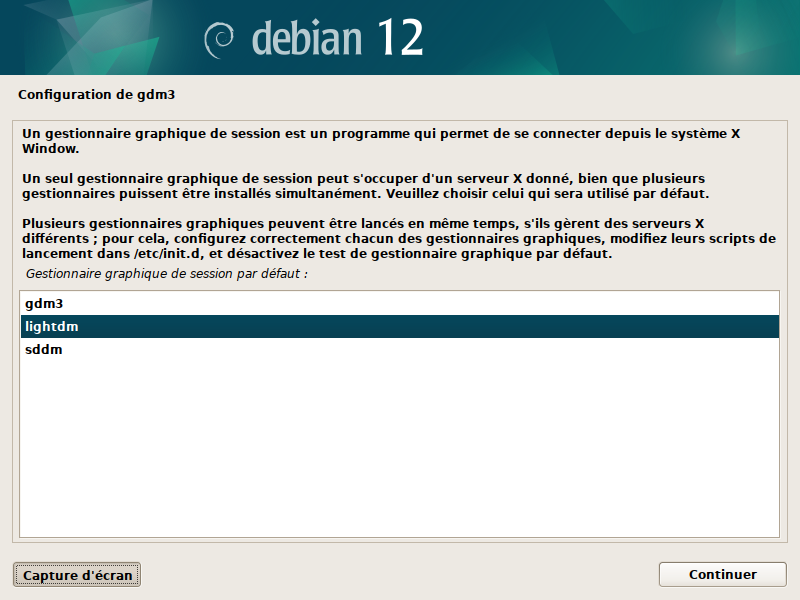 debian 12
Configuration de gdm3
Un gestionnaire graphique de session est un programme qui permet de se connecter depuis le système X
Window.
Un seul gestionnaire graphique de session peut s'occuper d'un serveur X donné, bien que plusieurs
gestionnaires puissent être installés simultanément. Veuillez choisir celui qui sera utilisé par défaut.
Plusieurs gestionnaires graphiques peuvent être lancés en même temps, s'ils gèrent des serveurs X
différents ; pour cela, configurez correctement chacun des gestionnaires graphiques, modifiez leurs scripts de
lancement dans /etc/init.d, et désactivez le test de gestionnaire graphique par défaut.
Gestionnaire graphique de session par défaut :
gdm3
lightdm
sddm
Capture d'écran
Continuer